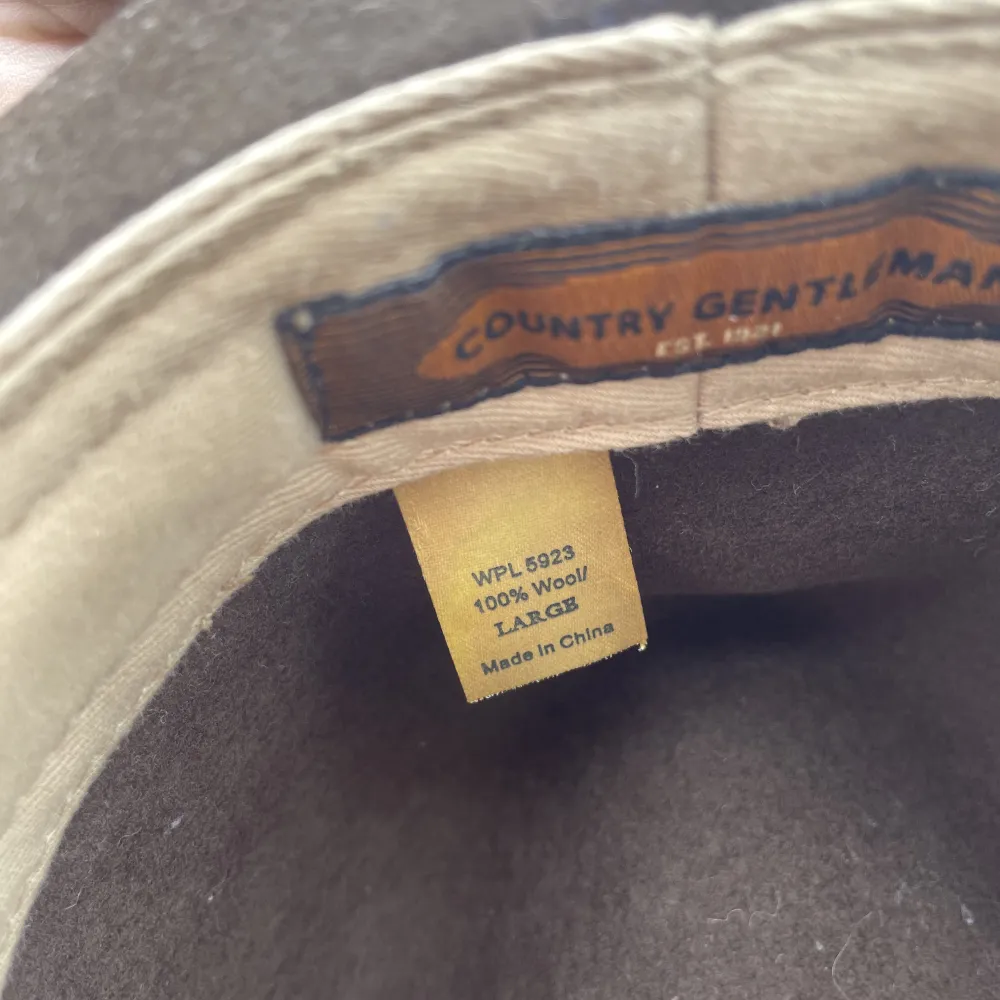 COUNTRY GENTLEMAN
EST. 1921
WPL 5923
100% Wool/
LARGE
Made in China